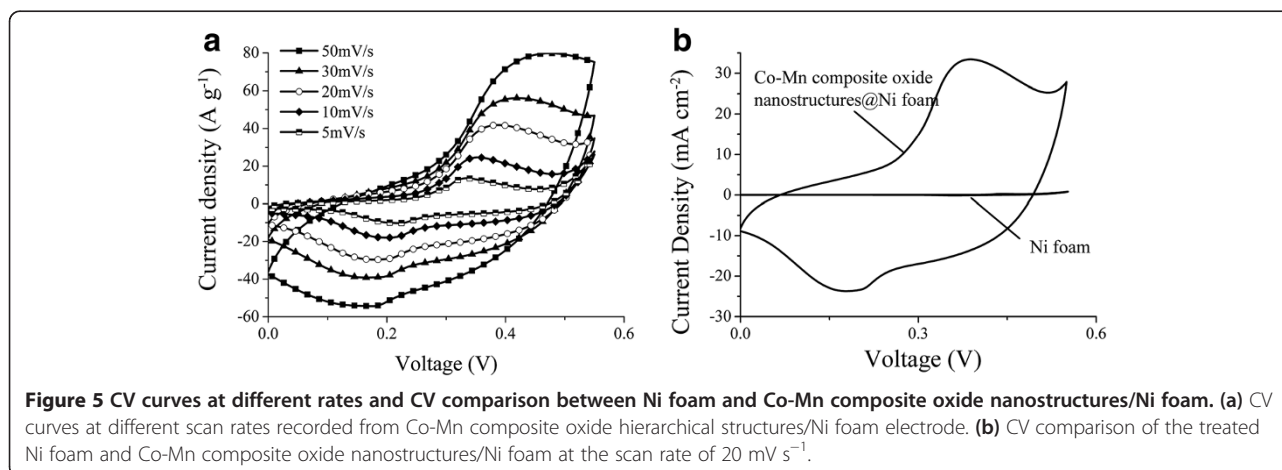 a
50mV/s
30mV/s
20mV/s
10mV/s
5mV/s
80
60
40
20
0
-20
-40
-60
0.0
0.2
0.4
0.6
Current density (A g⁻¹)
Voltage (V)
b
Co-Mn composite oxide
nanostructures@Ni foam
Ni foam
30
20
10
0
-10
-20
-30
0.0
0.3
0.6
Current Density (mA cm⁻²)
Voltage (V)
Figure 5 CV curves at different rates and CV comparison between Ni foam and Co-Mn composite oxide nanostructures/Ni foam. (a) CV
curves at different scan rates recorded from Co-Mn composite oxide hierarchical structures/Ni foam electrode. (b) CV comparison of the treated
Ni foam and Co-Mn composite oxide nanostructures/Ni foam at the scan rate of 20 mV s⁻¹.